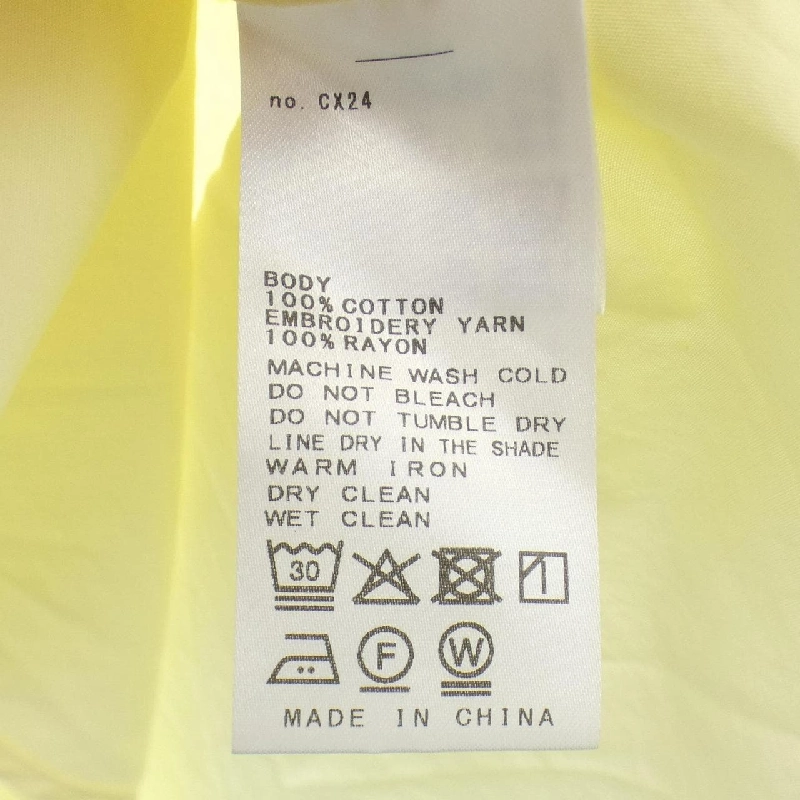 no. CX24
BODY
100% COTTON
EMBROIDERY YARN
100% RAYON
MACHINE WASH COLD
DO NOT BLEACH
DO NOT TUMBLE DRY
LINE DRY IN THE SHADE
WARM IRON
DRY CLEAN
WET CLEAN
30
F W
MADE IN CHINA